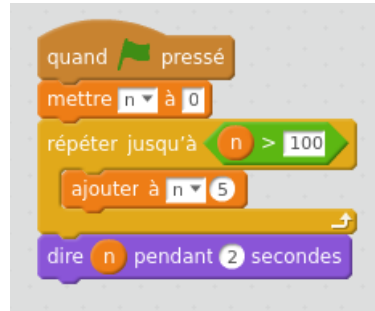 quand pressé
mettre n à 0
répéter jusqu'à n > 100
ajouter à n 5
dire n pendant 2 secondes